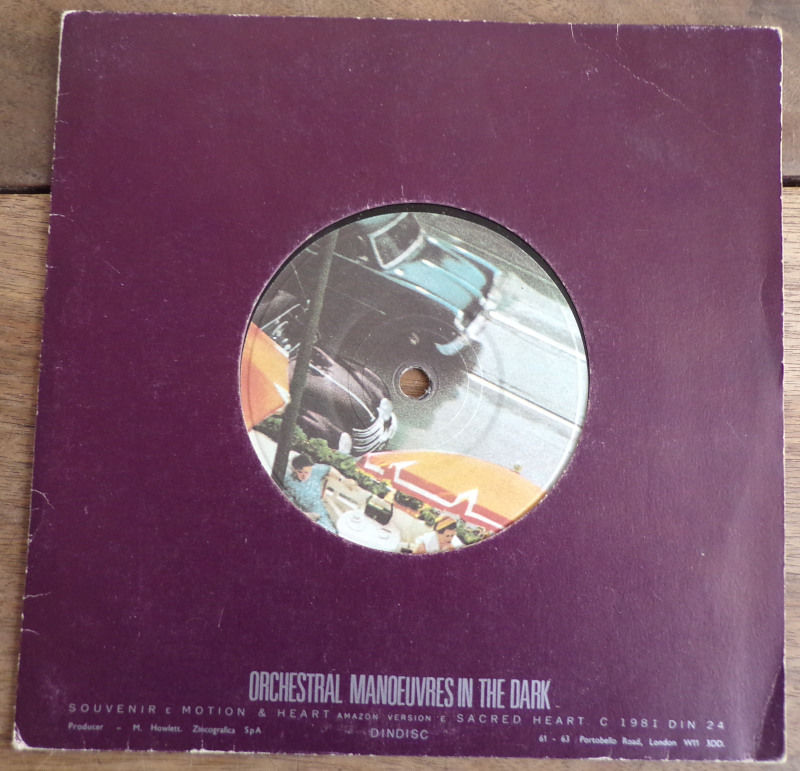 ORCHESTRAL MANOEUVRES IN THE DARK
SOUVENIR ε MOTION & HEART AMAZON VERSION ε SACRED HEART C 1981 DIN 24
Producer – M. Howlett. Zincografica SpA
DINDISC
61 - 63 Portobello Road, London W11 3DD.